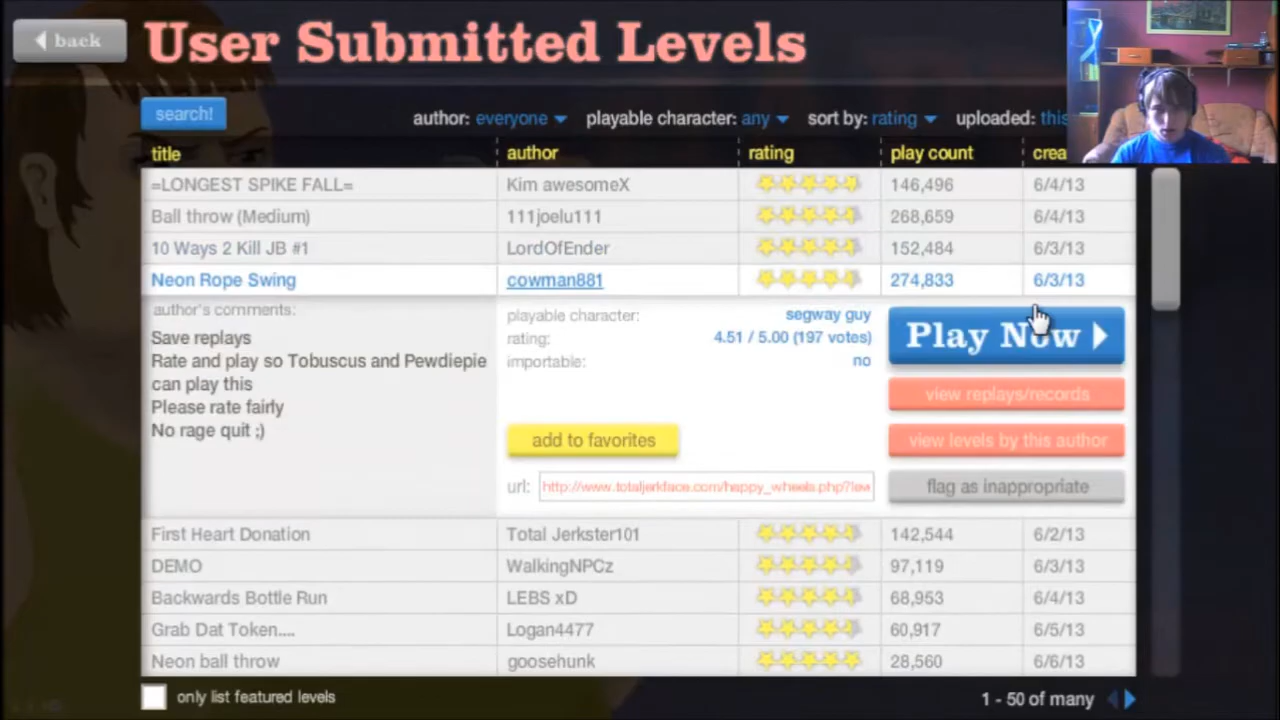 back
User Submitted Levels
search!
author: everyone playable character: any sort by: rating uploaded: this
title author rating play count crea
=LONGEST SPIKE FALL= Kim awesomeX 146,496 6/4/13
Ball throw (Medium) 111joelu111 268,659 6/4/13
10 Ways 2 Kill JB #1 LordOfEnder 152,484 6/3/13
Neon Rope Swing cowman881 274,833 6/3/13
author's comments:
Save replays
Rate and play so Tobuscus and Pewdiepie
can play this
Please rate fairly
No rage quit ;)
playable character: segway guy
rating: 4.51 / 5.00 (197 votes)
importable: no
add to favorites
url: http://www.totaljerkface.com/happy_wheels.php?lev
Play Now
view replays/records
view levels by this author
flag as inappropriate
First Heart Donation Total Jerkster101 142,544 6/2/13
DEMO WalkingNPCz 97,119 6/3/13
Backwards Bottle Run LEBS xD 68,953 6/4/13
Grab Dat Token.... Logan4477 60,917 6/5/13
Neon ball throw goosehunk 28,560 6/6/13
only list featured levels 1 - 50 of many